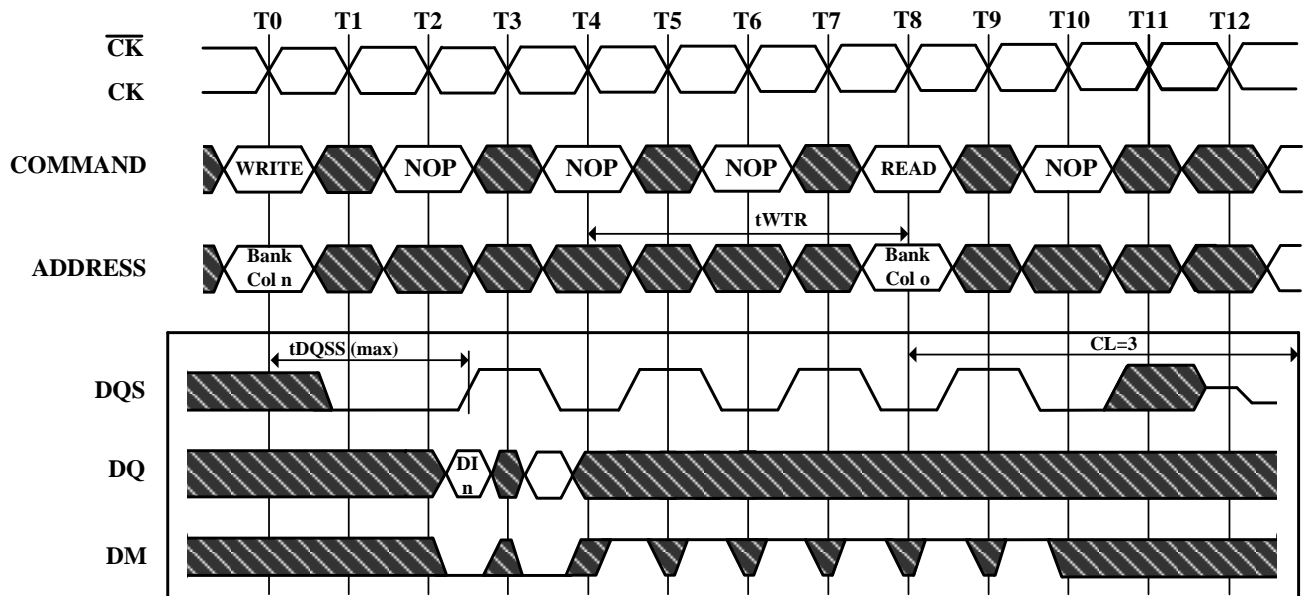 T0 T1 T2 T3 T4 T5 T6 T7 T8 T9 T10 T11 T12
CK
CK
COMMAND WRITE NOP NOP NOP READ NOP
tWTR
ADDRESS Bank Col n Bank Col o
tDQSS (max) CL=3
DQS
DQ DI n
DM